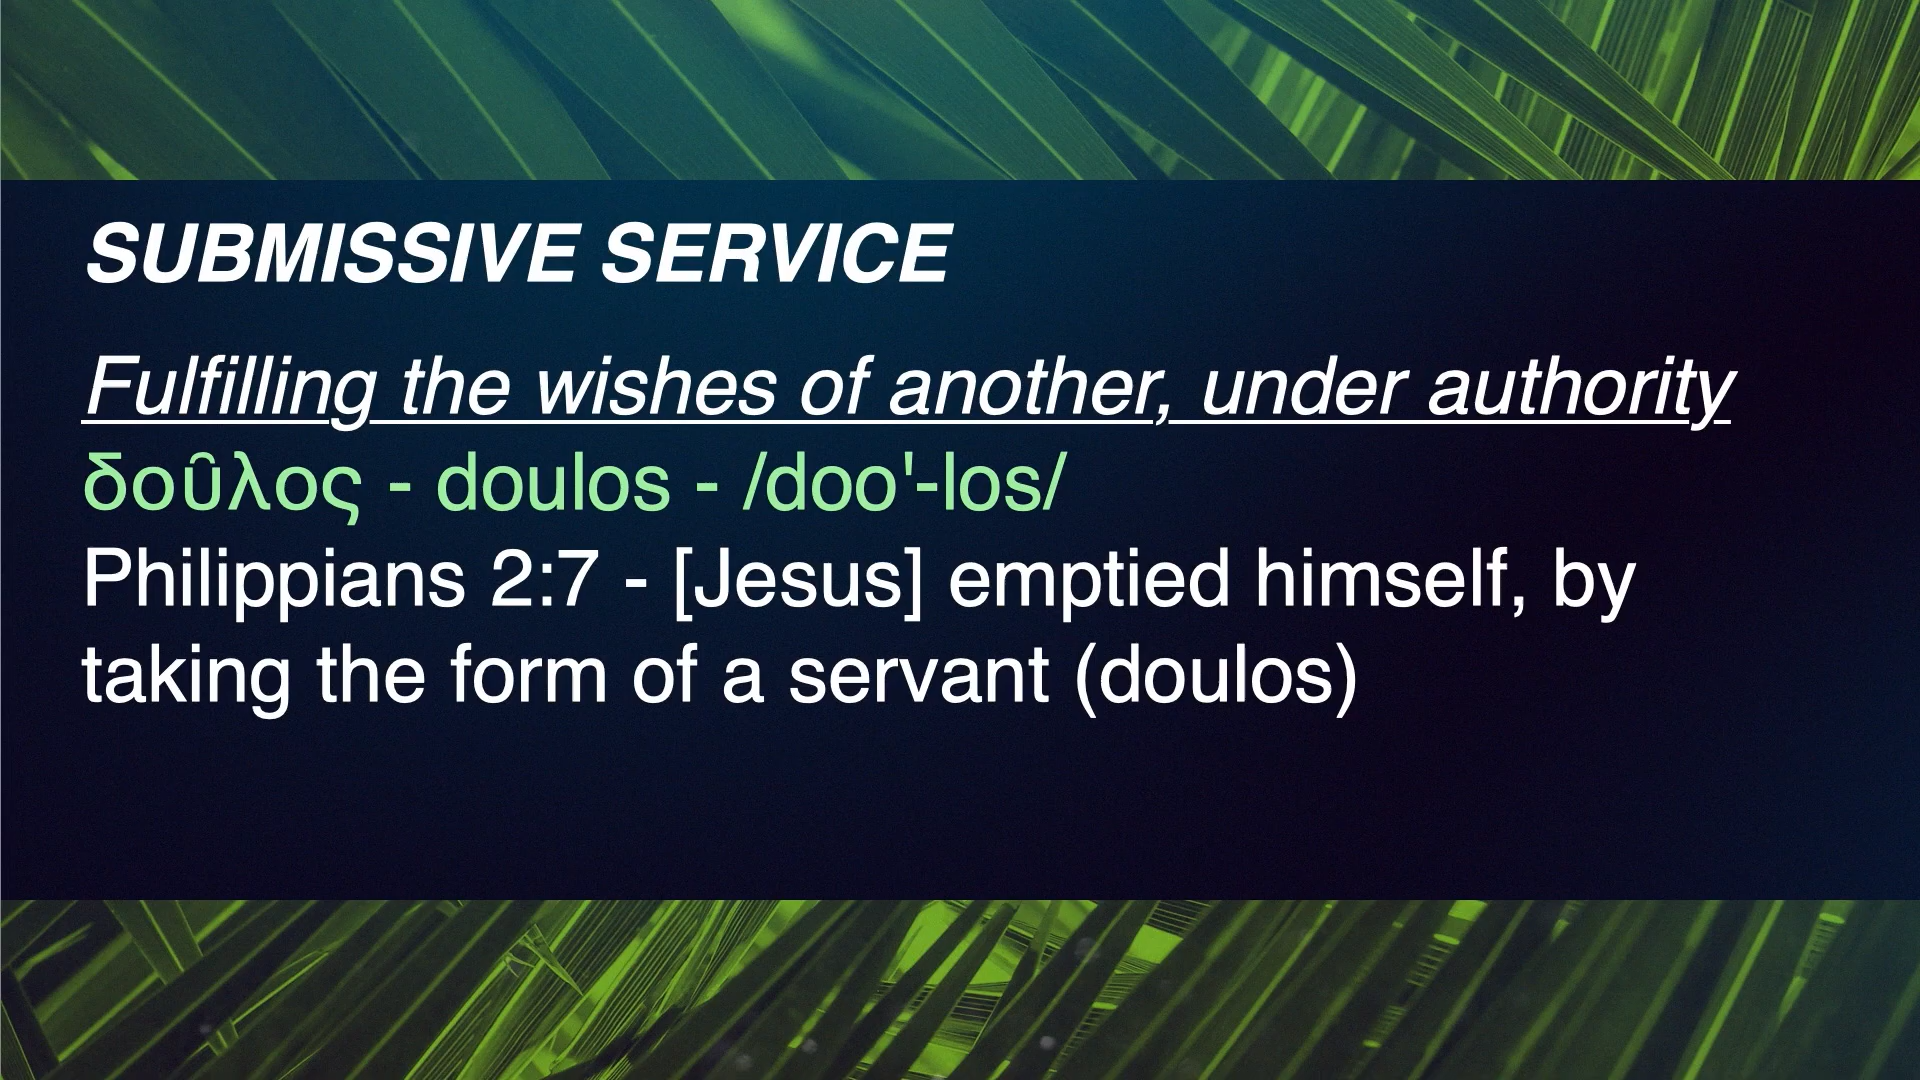 SUBMISSIVE SERVICE
Fulfilling the wishes of another, under authority
δοῦλος - doulos - /doo'-los/
Philippians 2:7 - [Jesus] emptied himself, by
taking the form of a servant (doulos)